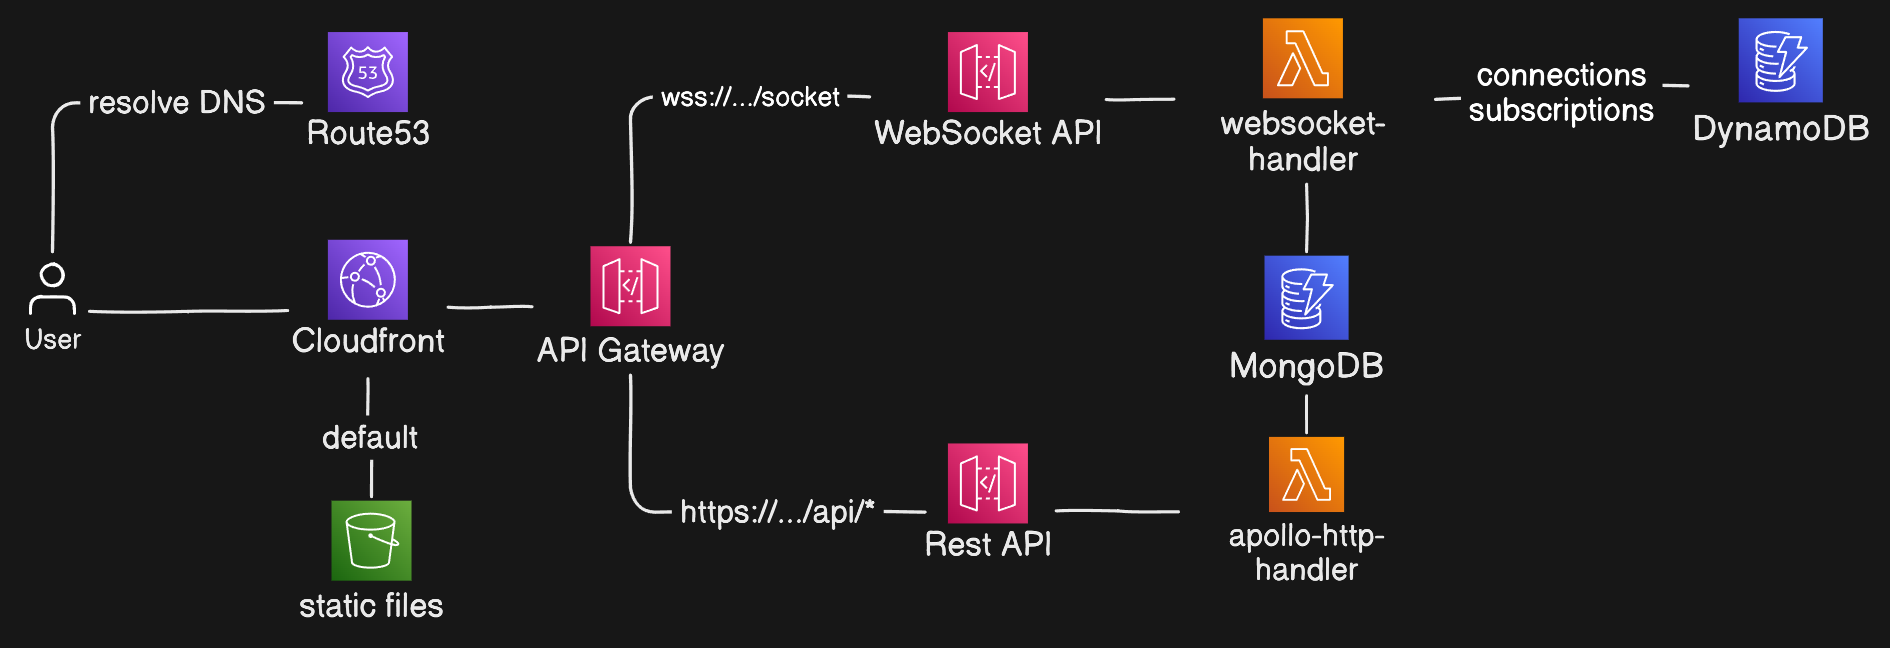 resolve DNS
53
Route53
User
Cloudfront
default
static files
API Gateway
wss://.../socket
</>
WebSocket API
websocket-
handler
connections
subscriptions
DynamoDB
MongoDB
</>
https://.../api/*
</>
Rest API
apollo-http-
handler